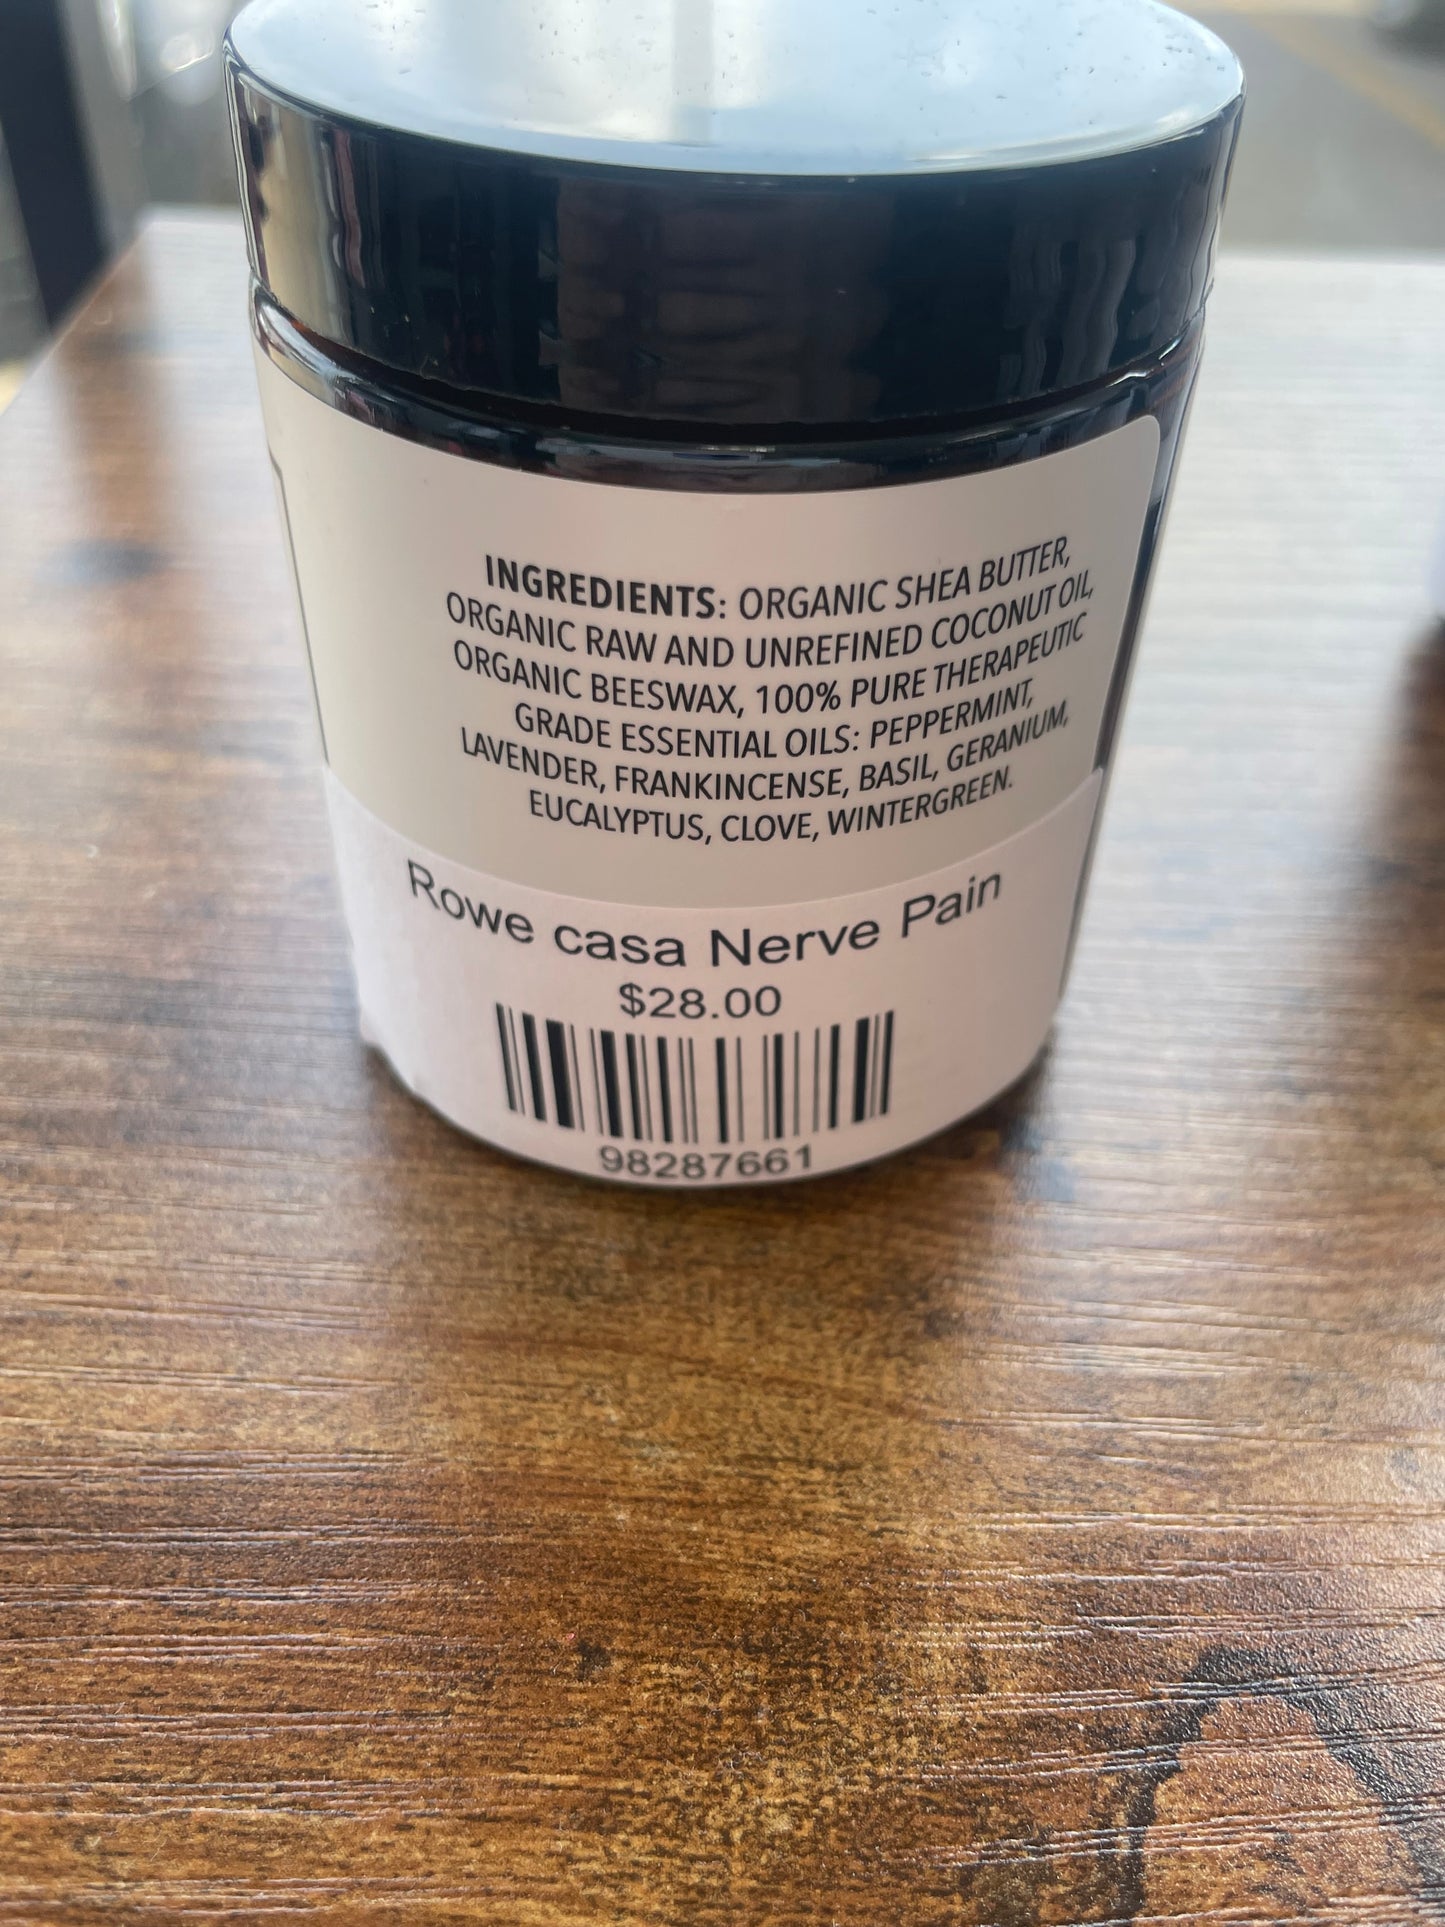 INGREDIENTS: ORGANIC SHEA BUTTER,
ORGANIC RAW AND UNREFINED COCONUT OIL,
ORGANIC BEESWAX, 100% PURE THERAPEUTIC
GRADE ESSENTIAL OILS: PEPPERMINT,
LAVENDER, FRANKINCENSE, BASIL, GERANIUM,
EUCALYPTUS, CLOVE, WINTERGREEN.
Rowe casa Nerve Pain
$28.00
98287661